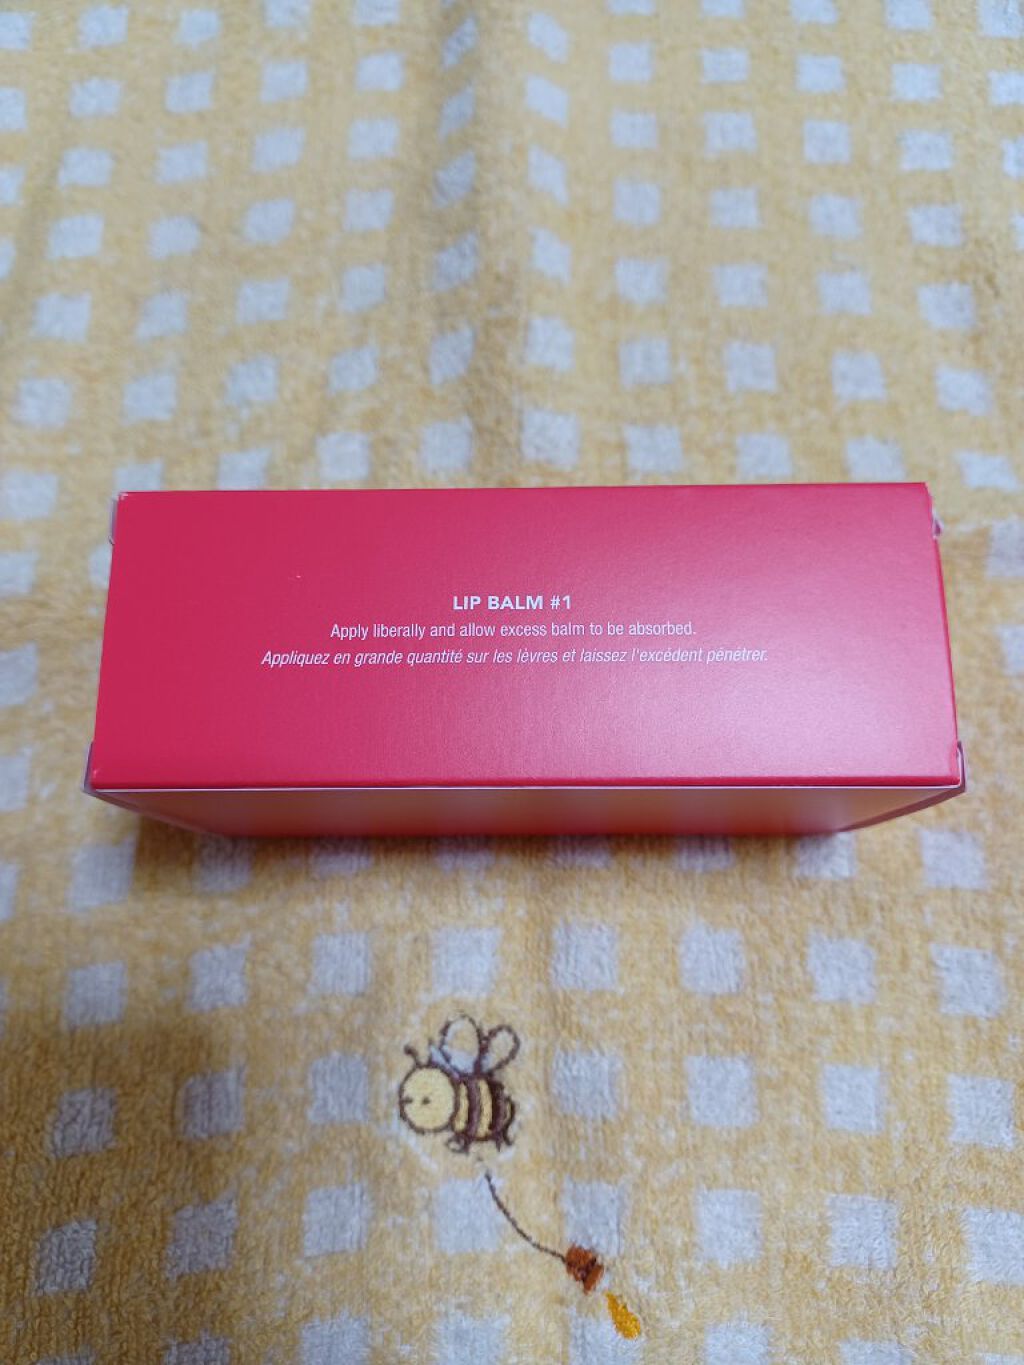 LIP BALM #1
Apply liberally and allow excess balm to be absorbed.
Appliquez en grande quantité sur les lèvres et laissez l'excédent pénétrer.